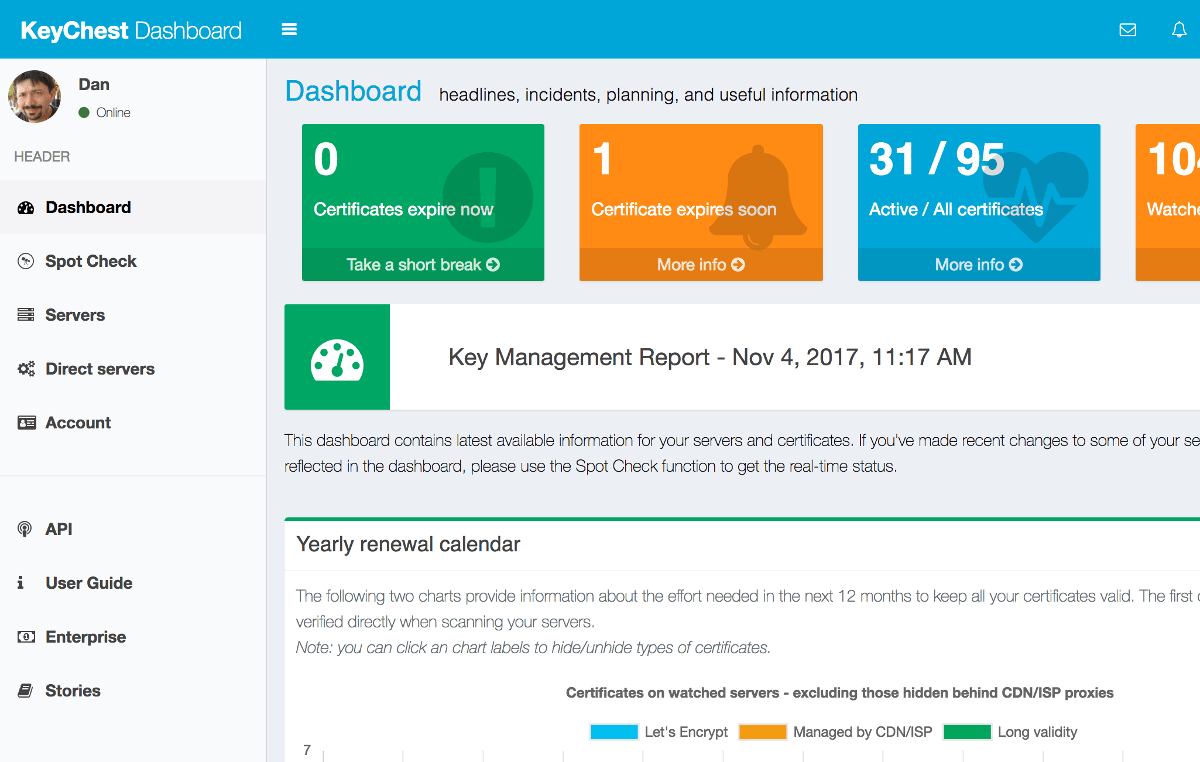 KeyChest Dashboard
Dan
Online
HEADER
Dashboard
Spot Check
Servers
Direct servers
Account
API
User Guide
Enterprise
Stories
Dashboard headlines, incidents, planning, and useful information
0
Certificates expire now
Take a short break
1
Certificate expires soon
More info
31 / 95
Active / All certificates
More info
104
Watche
Key Management Report - Nov 4, 2017, 11:17 AM
This dashboard contains latest available information for your servers and certificates. If you've made recent changes to some of your se
reflected in the dashboard, please use the Spot Check function to get the real-time status.
Yearly renewal calendar
The following two charts provide information about the effort needed in the next 12 months to keep all your certificates valid. The first
verified directly when scanning your servers.
Note: you can click an chart labels to hide/unhide types of certificates.
Certificates on watched servers - excluding those hidden behind CDN/ISP proxies
Let's Encrypt Managed by CDN/ISP Long validity
7